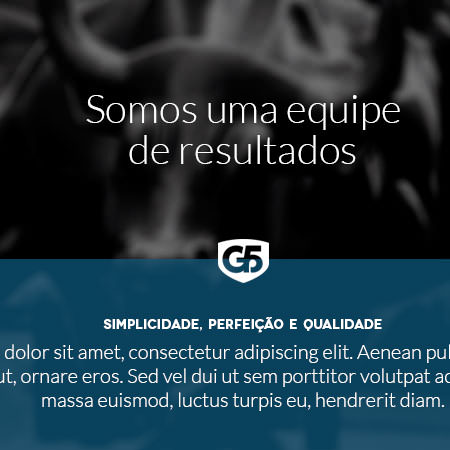 Somos uma equipe
de resultados
G5
SIMPLICIDADE, PERFEIÇÃO E QUALIDADE
dolor sit amet, consectetur adipiscing elit. Aenean pul
ut, ornare eros. Sed vel dui ut sem porttitor volutpat ac
massa euismod, luctus turpis eu, hendrerit diam.